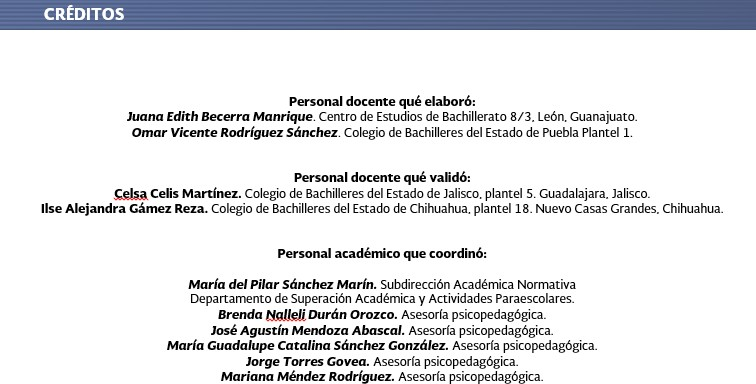 CRÉDITOS
Personal docente qué elaboró:
Juana Edith Becerra Manrique. Centro de Estudios de Bachillerato 8/3, León, Guanajuato.
Omar Vicente Rodríguez Sánchez. Colegio de Bachilleres del Estado de Puebla Plantel 1.
Personal docente qué validó:
Celsa Celis Martínez. Colegio de Bachilleres del Estado de Jalisco, plantel 5. Guadalajara, Jalisco.
Ilse Alejandra Gámez Reza. Colegio de Bachilleres del Estado de Chihuahua, plantel 18. Nuevo Casas Grandes, Chihuahua.
Personal académico que coordinó:
María del Pilar Sánchez Marín. Subdirección Académica Normativa
Departamento de Superación Académica y Actividades Paraescolares.
Brenda Nalleli Durán Orozco. Asesoría psicopedagógica.
José Agustín Mendoza Abascal. Asesoría psicopedagógica.
María Guadalupe Catalina Sánchez González. Asesoría psicopedagógica.
Jorge Torres Govea. Asesoría psicopedagógica.
Mariana Méndez Rodríguez. Asesoría psicopedagógica.